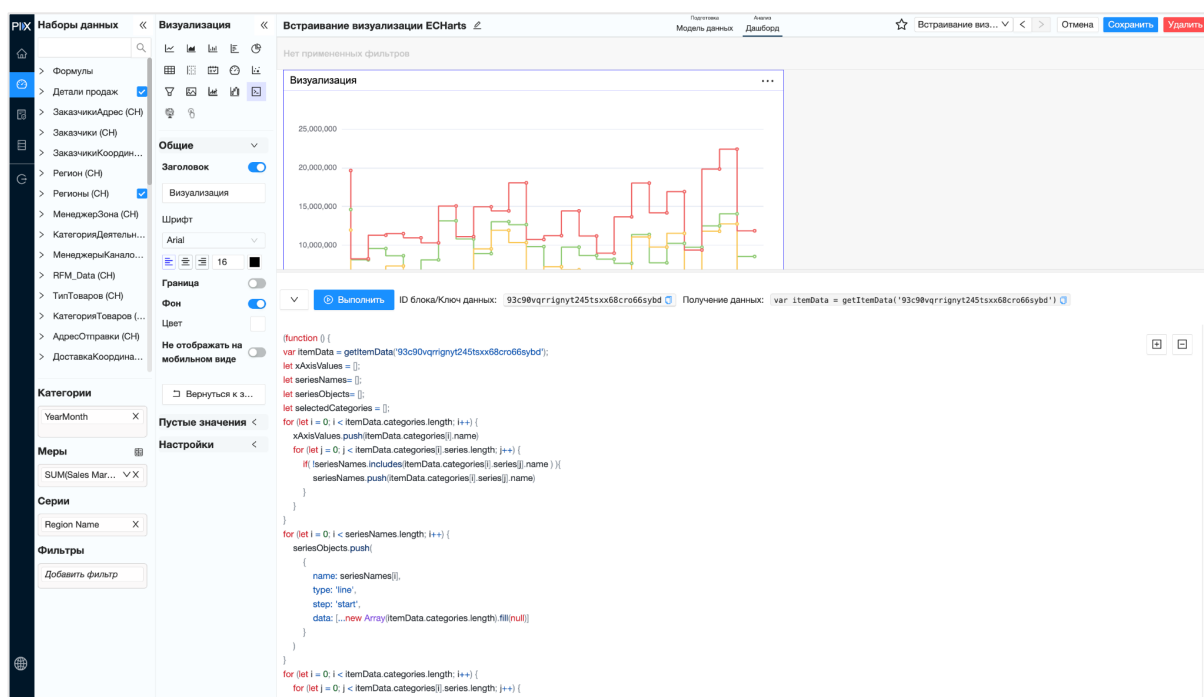 PIX
Наборы данных
Формулы
Детали продаж
ЗаказчикиАдрес (CH)
Заказчики (CH)
ЗаказчикиКоордин...
Регион (CH)
Регионы (CH)
МенеджерЗона (CH)
КатегорияДеятельн...
МенеджерыКанало...
RFM_Data (CH)
ТипТоваров (CH)
КатегорияТоваров (...
АдресОтправки (CH)
ДоставкаКоордина...
Категории
YearMonth
Меры
SUM(Sales Mar...
Серии
Region Name
Фильтры
Добавить фильтр
Визуализация
Общие
Заголовок
Визуализация
Шрифт
Arial
16
Граница
Фон
Цвет
Не отображать на
мобильном виде
Вернуться к з...
Пустые значения
Настройки
Встраивание визуализации ECHarts
Подготовка
Модель данных
Анализ
Дашборд
Встраивание виз...
Отмена
Сохранить
Удалить
Нет примененных фильтров
Визуализация
25,000,000
20,000,000
15,000,000
10,000,000
Выполнить
ID блока/Ключ данных: 93c90vqrrignyt245tsxx68cro66sybd
Получение данных: var itemData = getItemData('93c90vqrrignyt245tsxx68cro66sybd')
(function () {
var itemData = getItemData('93c90vqrrignyt245tsxx68cro66sybd');
let xAxisValues = [];
let seriesNames= [];
let seriesObjects= [];
let selectedCategories = [];
for (let i = 0; i < itemData.categories.length; i++) {
xAxisValues.push(itemData.categories[i].name)
for (let j = 0; j < itemData.categories[i].series.length; j++) {
if( !seriesNames.includes(itemData.categories[i].series[j].name ) ){
seriesNames.push(itemData.categories[i].series[j].name)
}
}
}
for (let i = 0; i < seriesNames.length; i++) {
seriesObjects.push(
{
name: seriesNames[i],
type: 'line',
step: 'start',
data: [...new Array(itemData.categories.length).fill(null)]
}
)
}
for (let i = 0; i < itemData.categories.length; i++) {
for (let j = 0; j < itemData.categories[i].series.length; j++) {